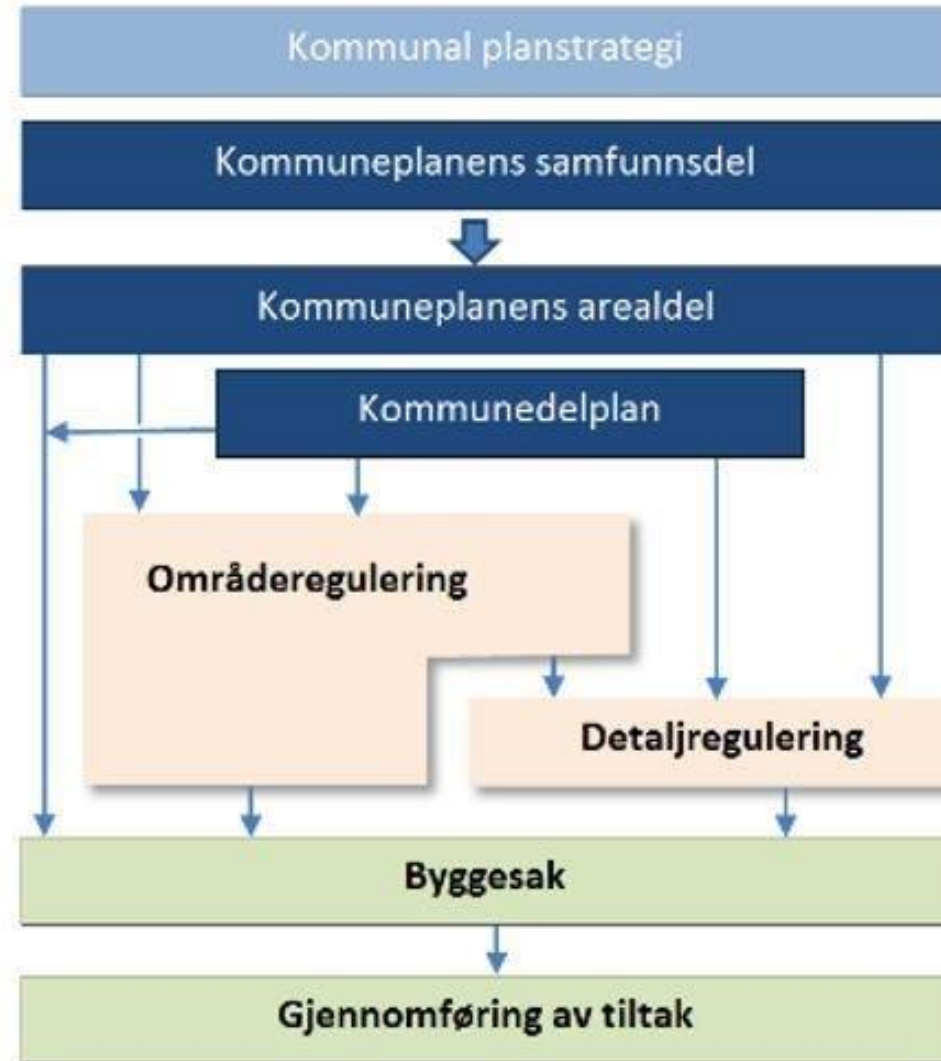 Kommunal planstrategi
Kommuneplanens samfunnsdel
Kommuneplanens arealdel
Kommunedelplan
Områderegulering
Detaljregulering
Byggesak
Gjennomføring av tiltak